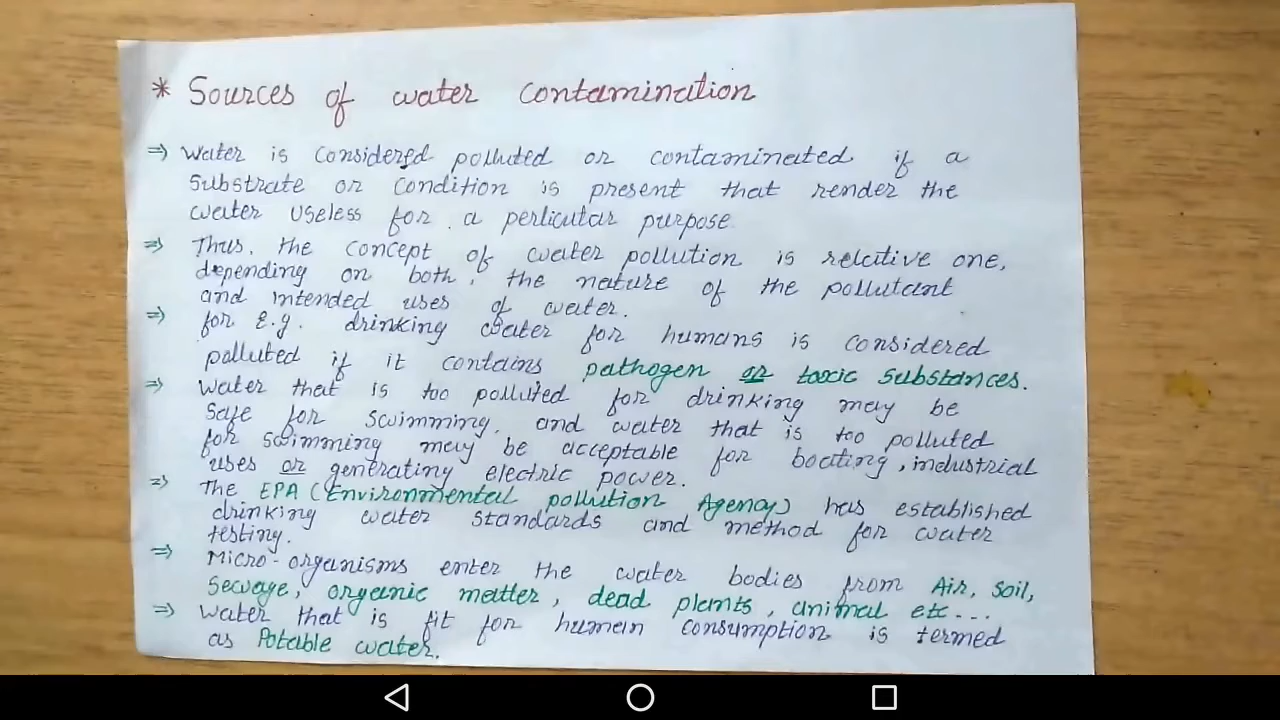 * Sources of water contamination
⇒ Water is considered polluted or contaminated if a
substrate or condition is present that render the
water useless for a perticular purpose.
⇒ Thus, the concept of water pollution is relative one,
depending on both, the nature of the pollutant
and intended uses of water.
⇒ for E.g. drinking water for humans is considered
polluted if it contains pathogen or toxic substances.
⇒ Water that is too polluted for drinking may be
safe for swimming, and water that is too polluted
for swimming may be acceptable for boating, industrial
uses or generating electric power.
⇒ The EPA (Environmental pollution Agency) has established
drinking water standards and method for water
testing.
⇒ Micro-organisms enter the water bodies from Air, soil,
Sewage, organic matter, dead plants, animal etc...
⇒ Water that is fit for human consumption is termed
as Potable water.